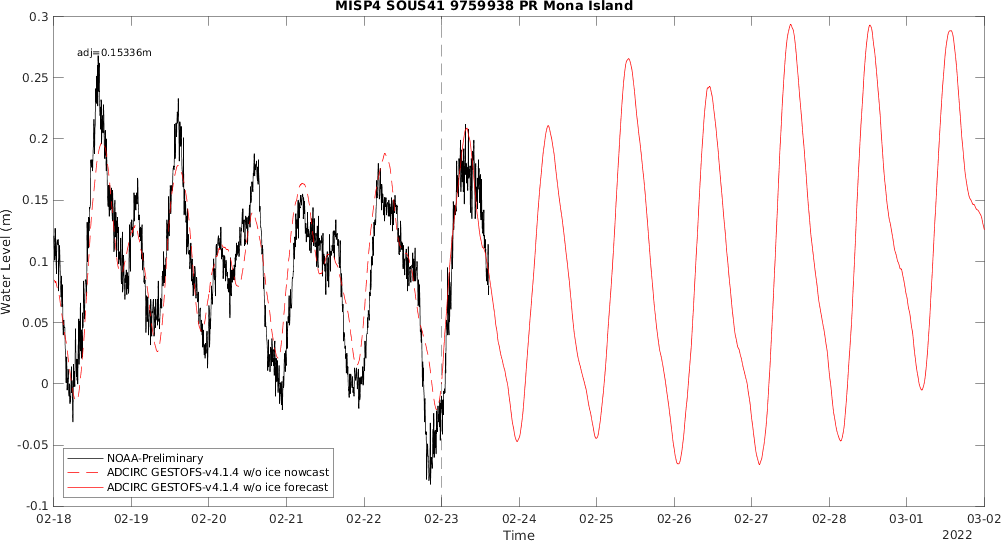 MISP4 SOUS41 9759938 PR Mona Island
adj=0.15336m
0.3
0.25
0.2
0.15
0.1
0.05
0
-0.05
-0.1
Water Level (m)
NOAA-Preliminary
ADCIRC GESTOFS-v4.1.4 w/o ice nowcast
ADCIRC GESTOFS-v4.1.4 w/o ice forecast
02-18 02-19 02-20 02-21 02-22 02-23 02-24 02-25 02-26 02-27 02-28 03-01 03-02
Time
2022